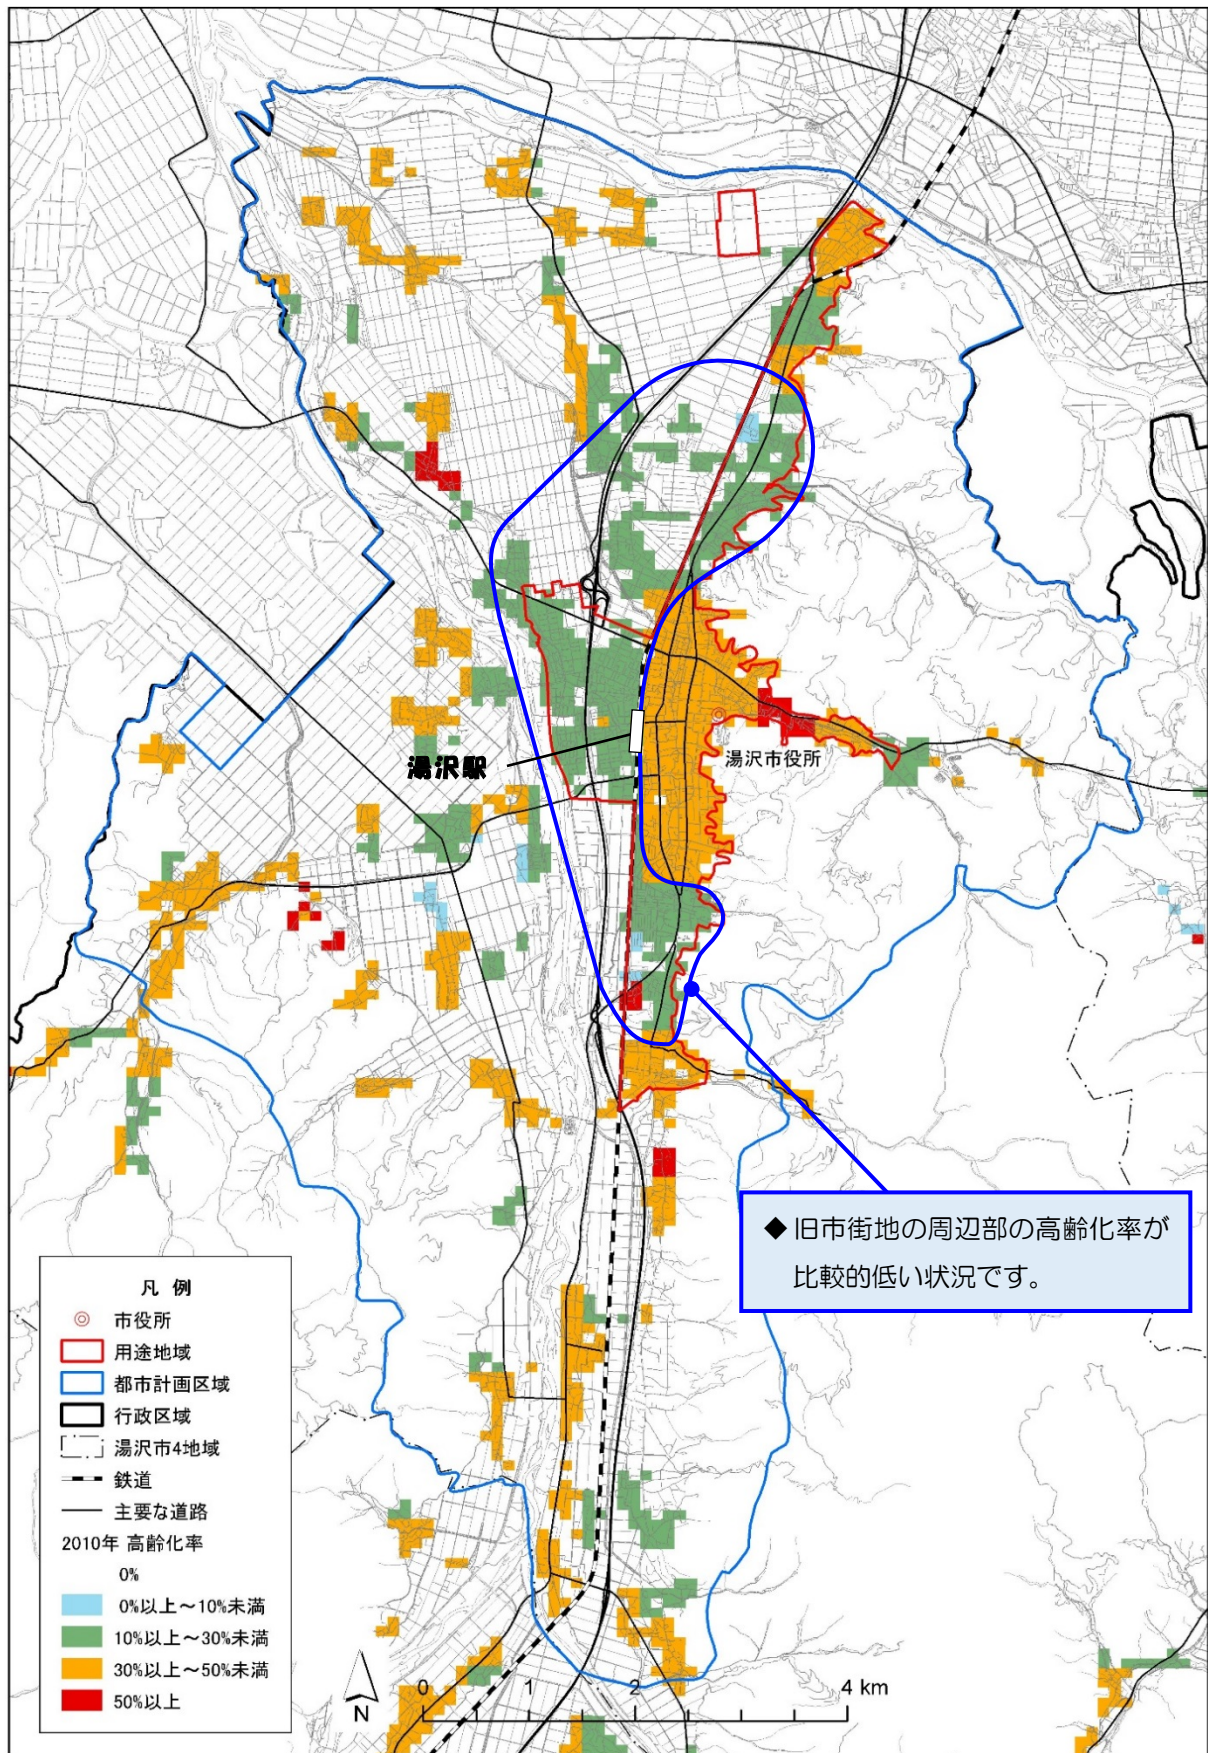 湯沢駅
湯沢市役所
◆ 旧市街地の周辺部の高齢化率が
比較的低い状況です。
凡 例
市役所
用途地域
都市計画区域
行政区域
湯沢市4地域
鉄道
主要な道路
2010年 高齢化率
0%
0%以上～10%未満
10%以上～30%未満
30%以上～50%未満
50%以上
N
0 1 2 4 km